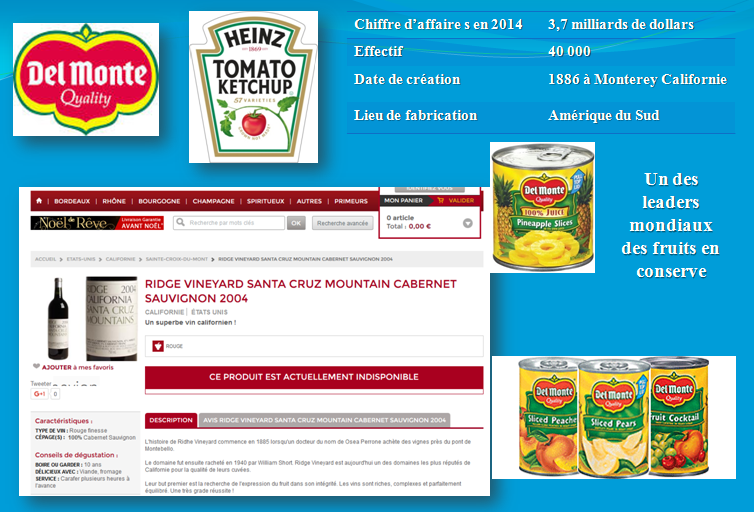 Del Monte
Quality
HEINZ
1869
TOMATO
KETCHUP
57 VARIETIES
Chiffre d'affaire s en 2014 3,7 milliards de dollars
Effectif 40 000
Date de création 1886 à Monterey Californie
Lieu de fabrication Amérique du Sud
Del Monte
Quality
100% JUICE
Pineapple Slices
Un des
leaders
mondiaux
des fruits en
conserve
IDENTIFIEZ VOUS
BORDEAUX | RHÔNE | BOURGOGNE | CHAMPAGNE | SPIRITUEUX | AUTRES | PRIMEURS
MON PANIER VALIDER
Noël de Rêve Livraison Garantie
AVANT NOËL*
Recherche par mots clés OK Recherche avancée
0 article
Total : 0,00 €
ACCUEIL > ETATS-UNIS > CALIFORNIE > SAINTE-CROIX-DU-MONT > RIDGE VINEYARD SANTA CRUZ MOUNTAIN CABERNET SAUVIGNON 2004
RIDGE 2004
CALIFORNIA
SANTA CRUZ
MOUNTAINS
RIDGE VINEYARD SANTA CRUZ MOUNTAIN CABERNET
SAUVIGNON 2004
CALIFORNIE | ÉTATS UNIS
Un superbe vin californien !
ROUGE
AJOUTER à mes favoris
Tweeter
G+1 0
CE PRODUIT EST ACTUELLEMENT INDISPONIBLE
Caractéristiques :
TYPE DE VIN : Rouge finesse
CÉPAGE(S) : 100% Cabernet Sauvignon
Conseils de dégustation :
BOIRE OU GARDER : 10 ans
DÉLICIEUX AVEC : Viande, fromage
SERVICE : Carafer plusieurs heures à
l'avance
DESCRIPTION AVIS RIDGE VINEYARD SANTA CRUZ MOUNTAIN CABERNET SAUVIGNON 2004
L'histoire de Ridhe Vineyard commence en 1885 lorsqu'un docteur du nom de Osea Perrone achète des vignes près du pont de
Montebello.
Le domaine fut ensuite racheté en 1940 par William Short. Ridge Vineyard est aujourd'hui un des domaines les plus réputés de
Californie pour la qualité de leurs cuvées.
Leur but premier est la recherche de l'expression du fruit dans son intégrité. Les vins sont riches, complexes et parfaitement
équilibré. Une très grade réussite !
Del Monte
Quality
Sliced Peaches
Del Monte
Quality
Sliced Pears
Del Monte
Quality
Fruit Cocktail